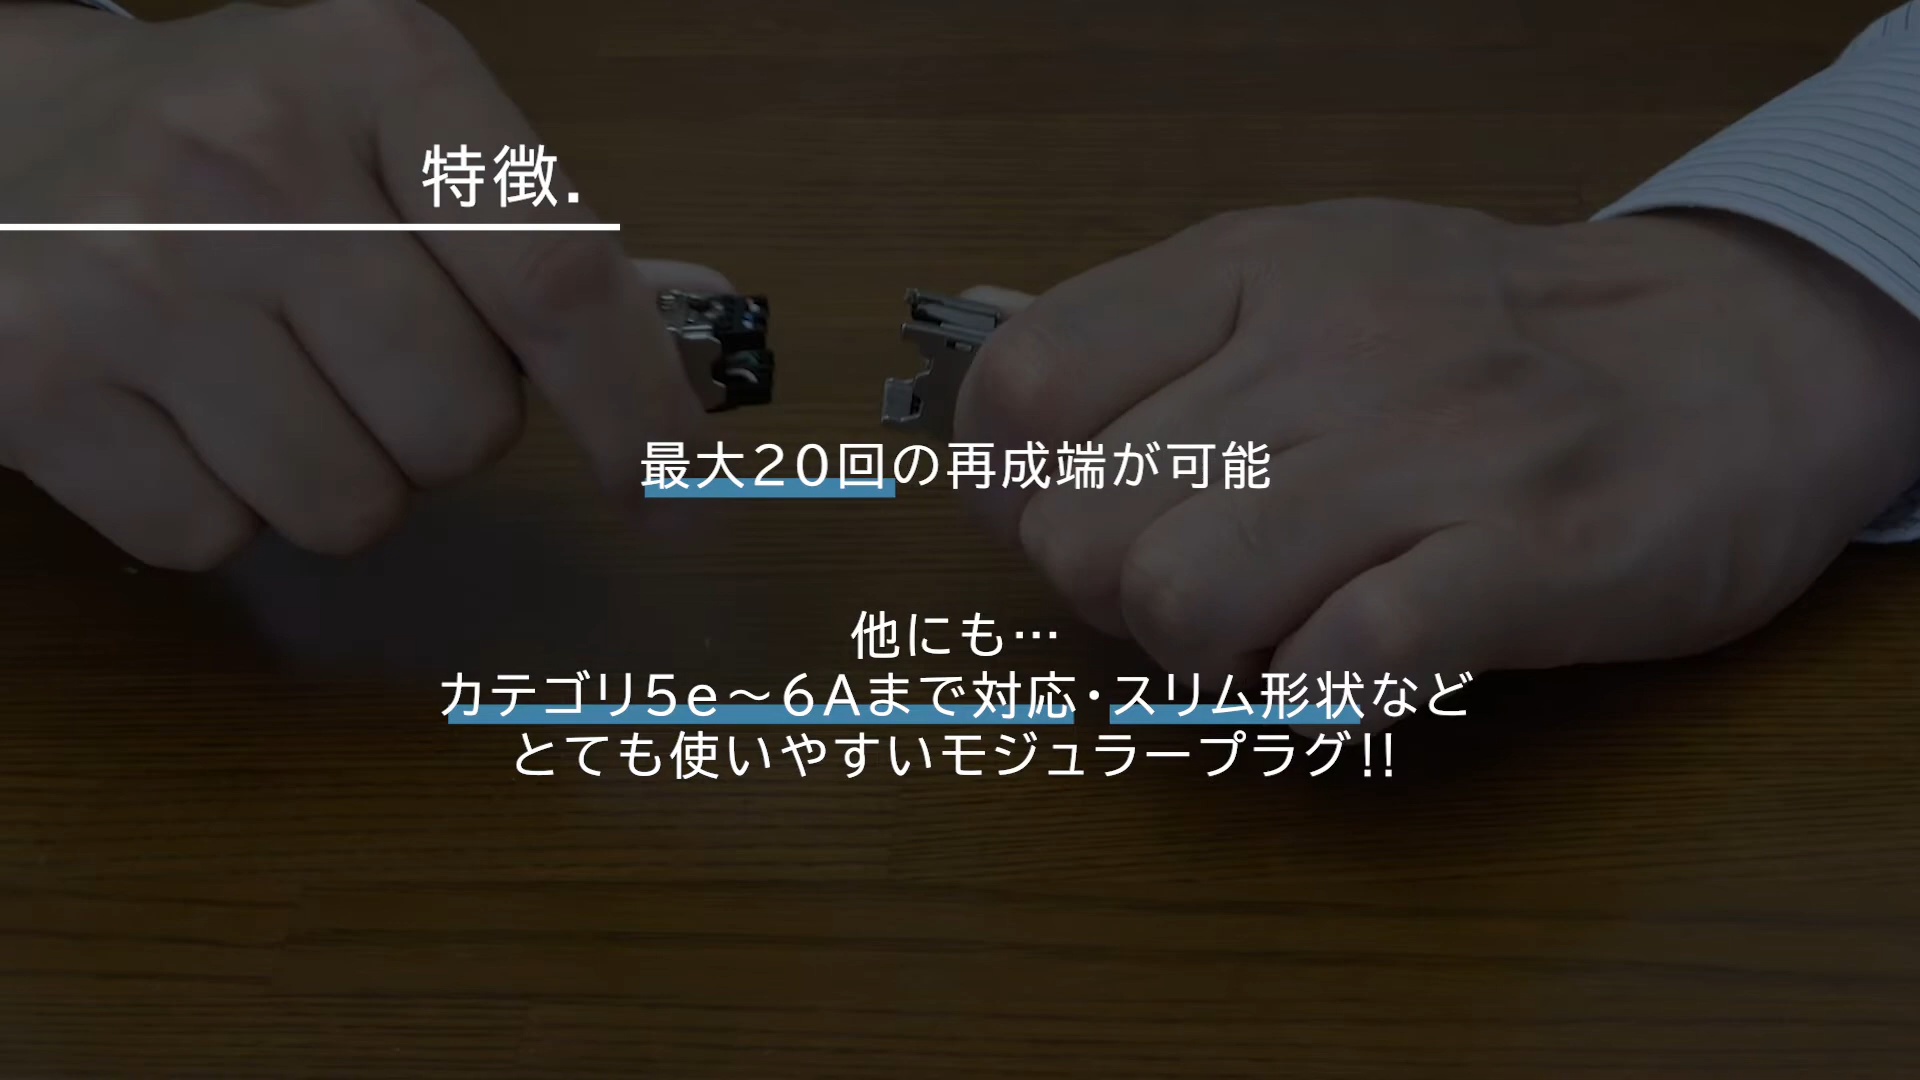 特徴.
最大20回の再成端が可能
他にも…
カテゴリ5e～6Aまで対応･スリム形状など
とても使いやすいモジュラープラグ!!